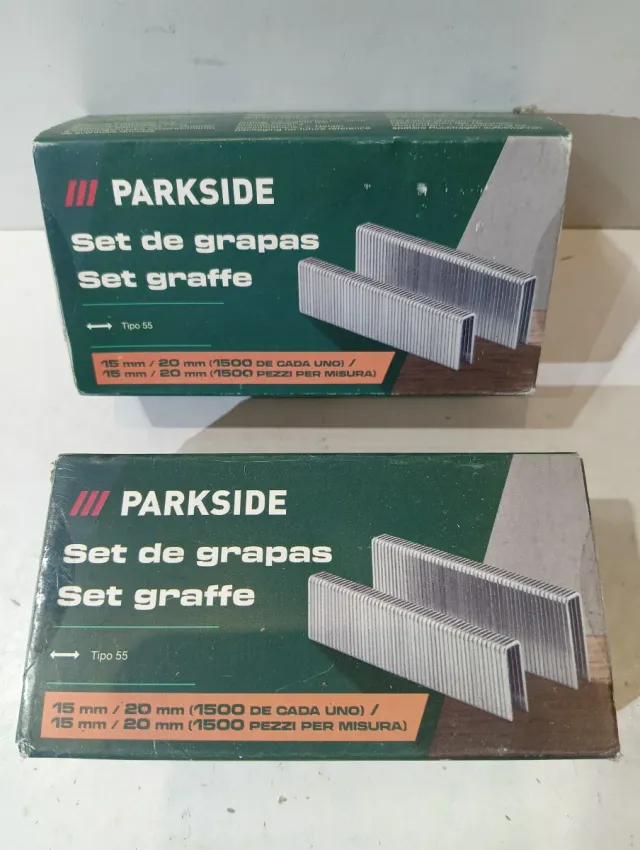 PARKSIDE
Set de grapas
Set graffe
Tipo 55
15 mm / 20 mm (1500 DE CADA UNO) /
15 mm / 20 mm (1500 PEZZI PER MISURA)
PARKSIDE
Set de grapas
Set graffe
Tipo 55
15 mm / 20 mm (1500 DE CADA UNO) /
15 mm / 20 mm (1500 PEZZI PER MISURA)